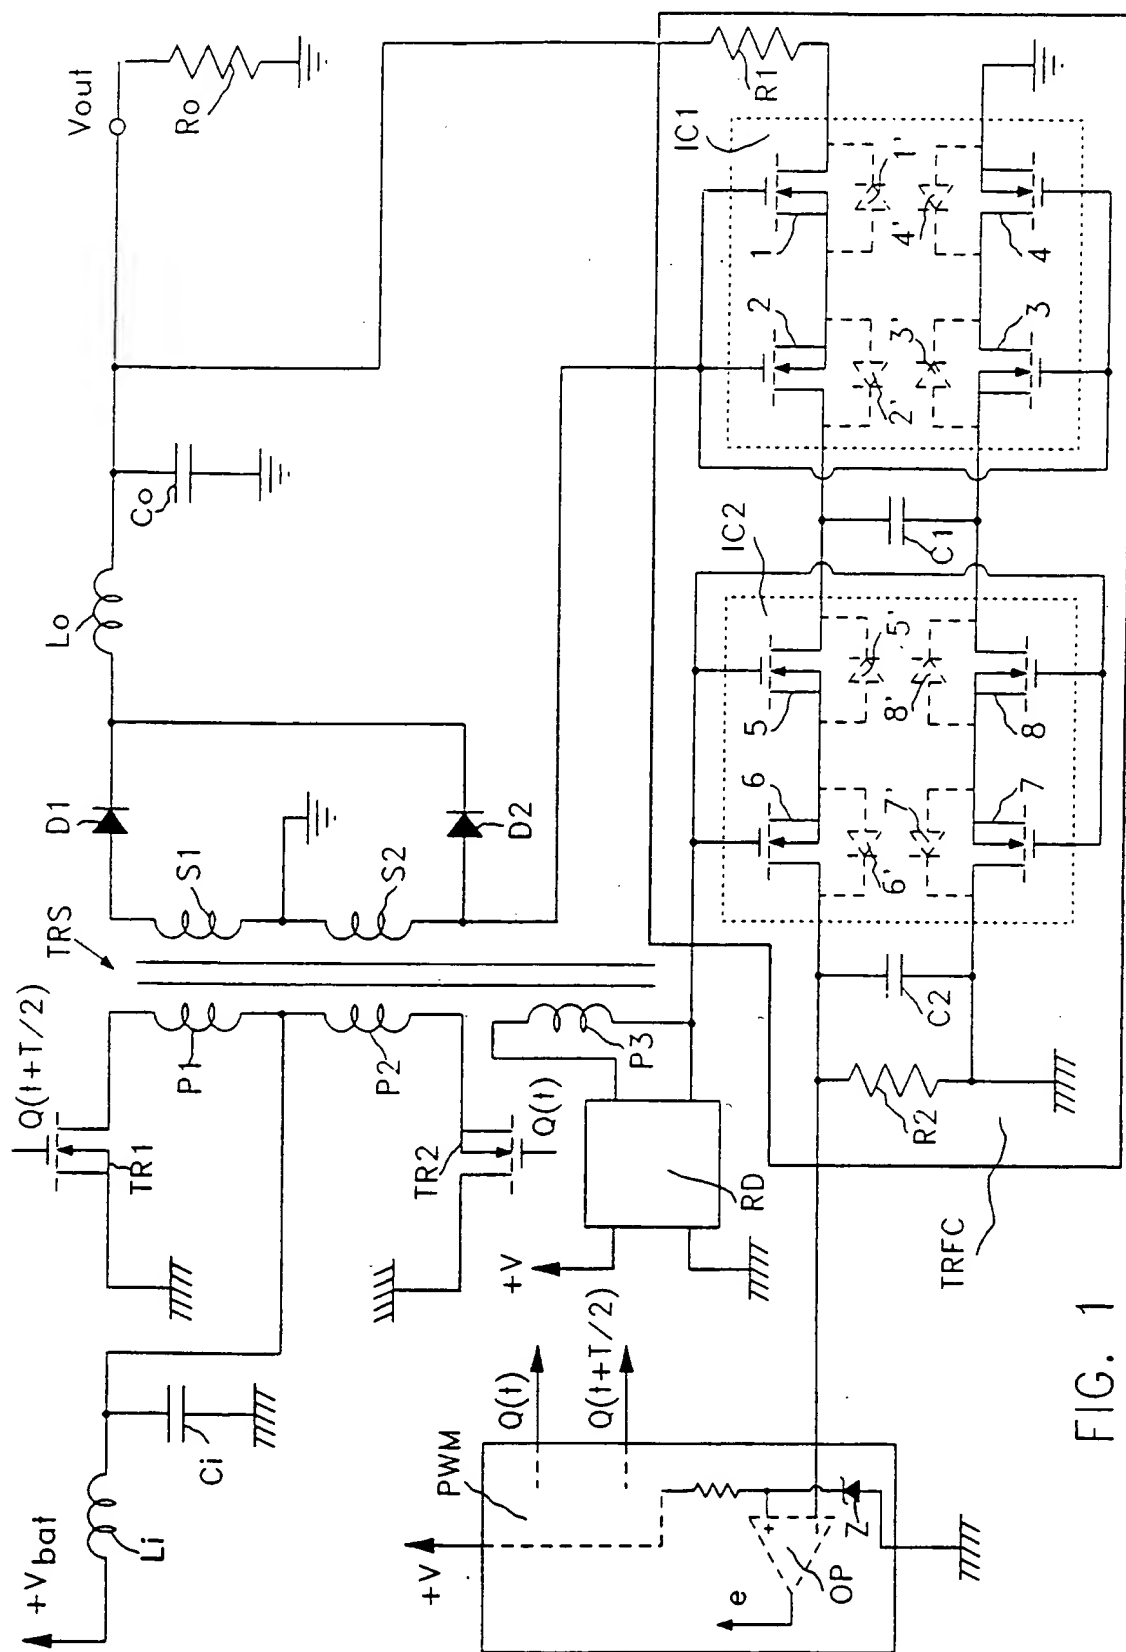 +Vbat
Li
Ci
Q(t+T/2)
TR1
P1
P2
TR2
Q(t)
TRS
S1
S2
D1
D2
Lo
Co
Vout
Ro
P3
RD
+V
PWM
+V
Q(t)
Q(t+T/2)
e
OP
+
-
Z
TRFC
R2
C2
IC2
5
6
7
8
5'
6'
7'
8'
C1
IC1
1
2
3
4
1'
2'
3'
4'
R1
FIG. 1